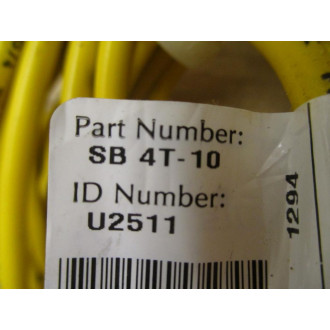 Part Number:
SB 4T-10
ID Number:
U2511
1294